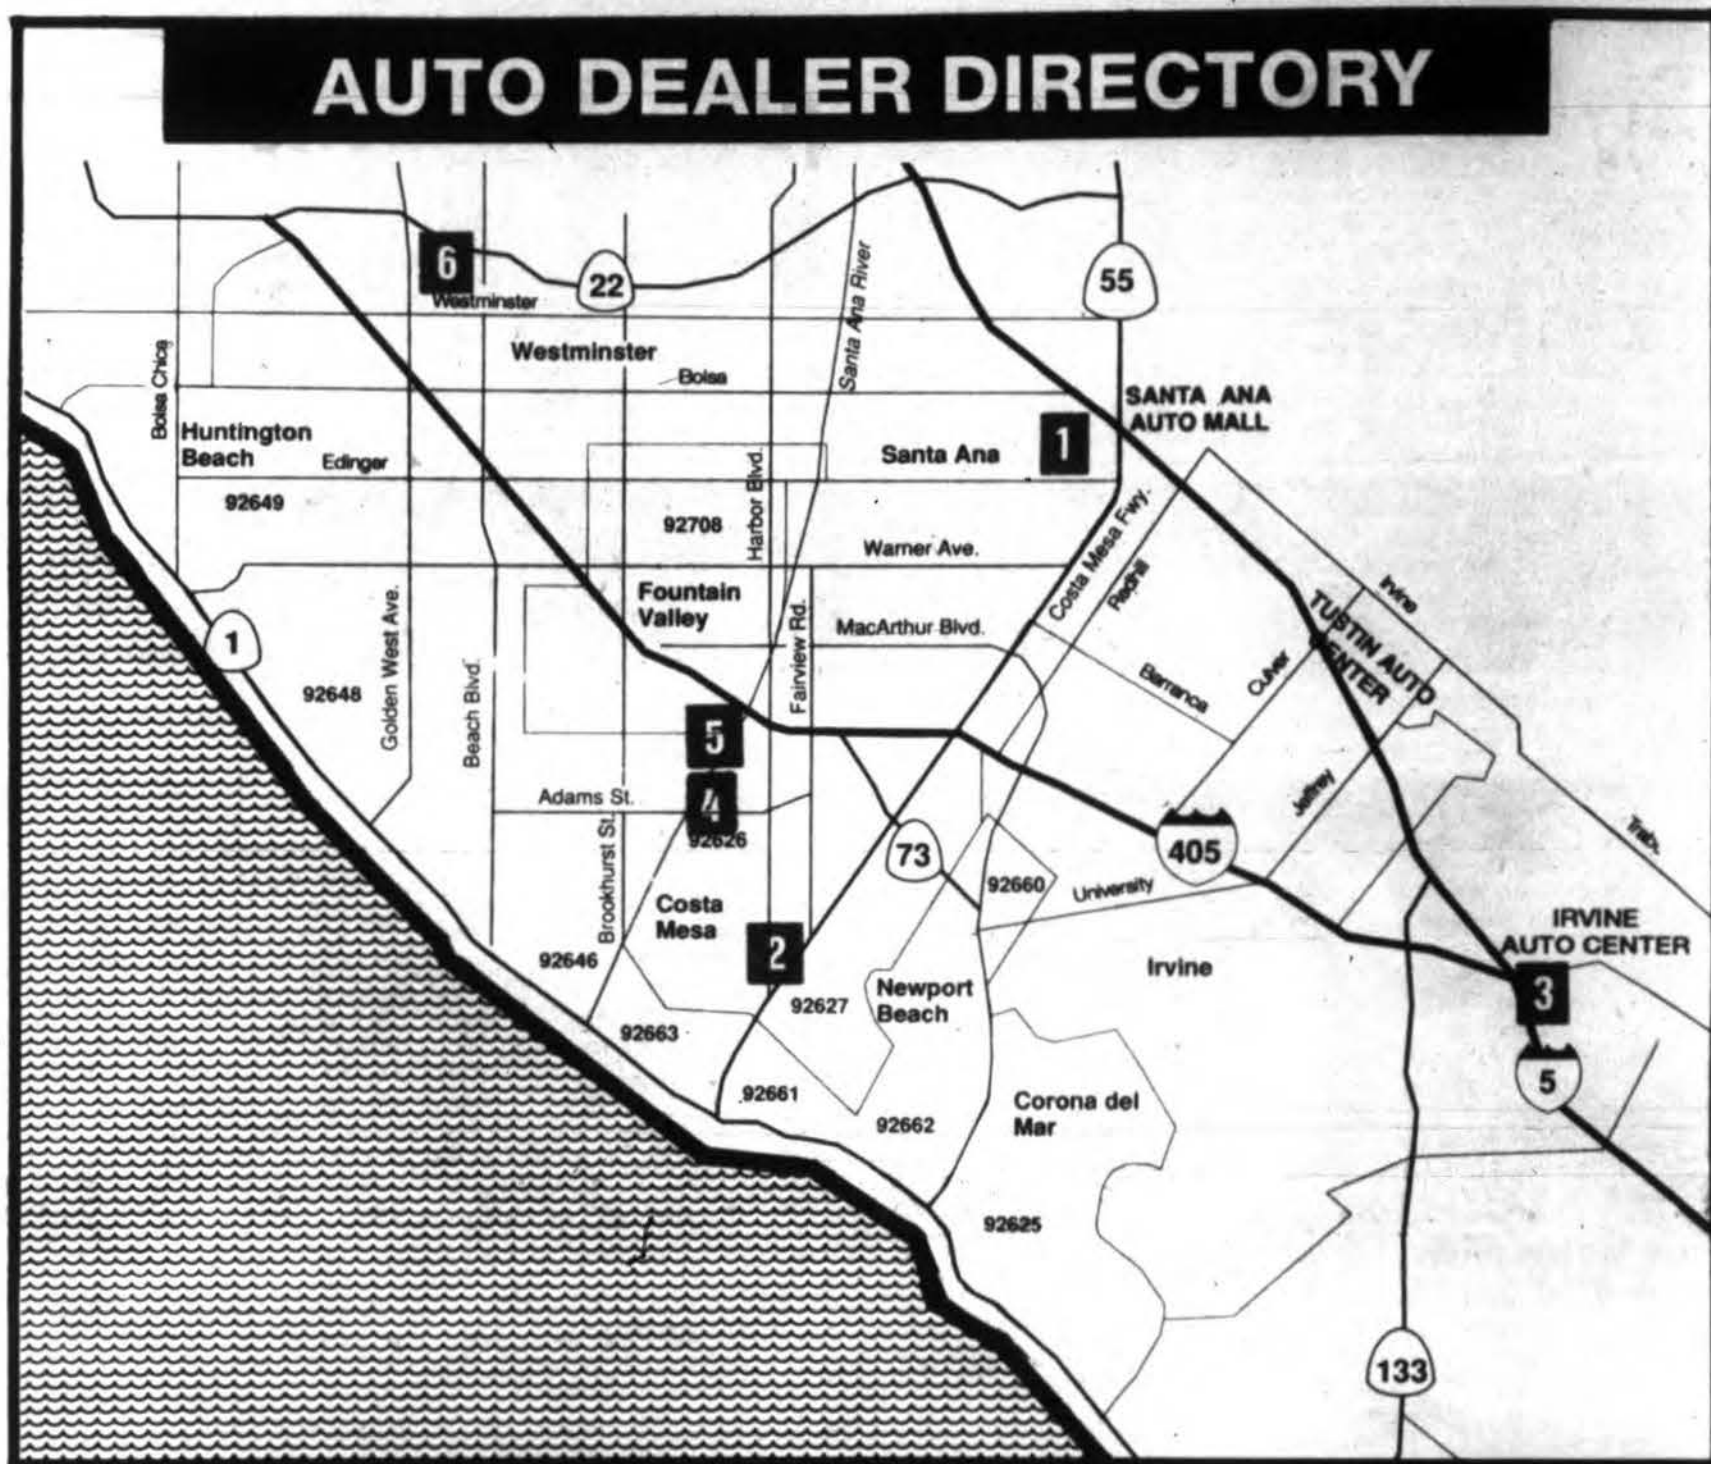 AUTO DEALER DIRECTORY
6
22
55
Westminster
Westminster
Santa Ana River
Bolsa
Bolsa Chica
SANTA ANA
AUTO MALL
Huntington
Beach
Edinger
Santa Ana
1
92649
92708
Harbor Blvd.
Costa Mesa Fwy.
Warner Ave.
Redhill
Irvine
Fountain
Valley
Fairview Rd.
MacArthur Blvd.
TUSTIN AUTO
CENTER
1
92648
Golden West Ave.
Beach Blvd.
Barranca
Culver
5
4
Adams St.
92626
Brookhurst St.
73
405
Jeffrey
92660
University
Costa
Mesa
2
92646
IRVINE
AUTO CENTER
Irvine
3
Newport
Beach
92627
92663
5
92661
92662
Corona del
Mar
92625
133